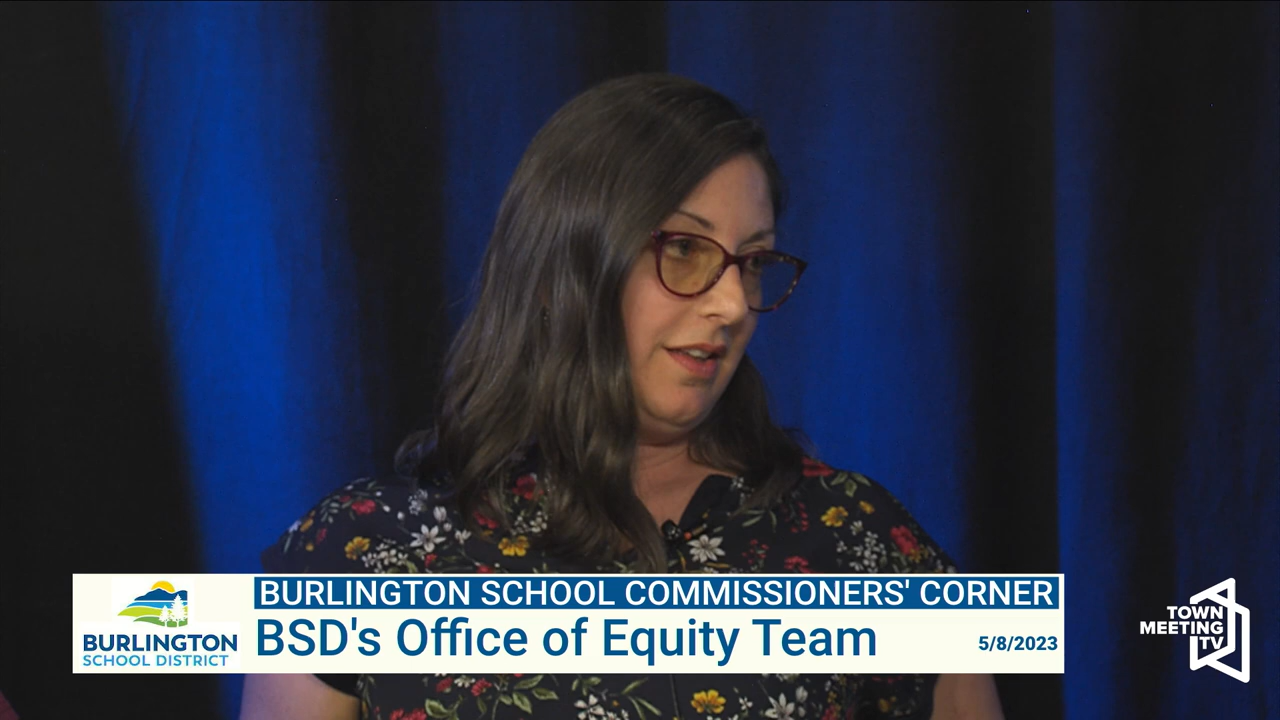 BURLINGTON SCHOOL COMMISSIONERS' CORNER
BSD's Office of Equity Team
5/8/2023
BURLINGTON
SCHOOL DISTRICT
TOWN
MEETING
TV